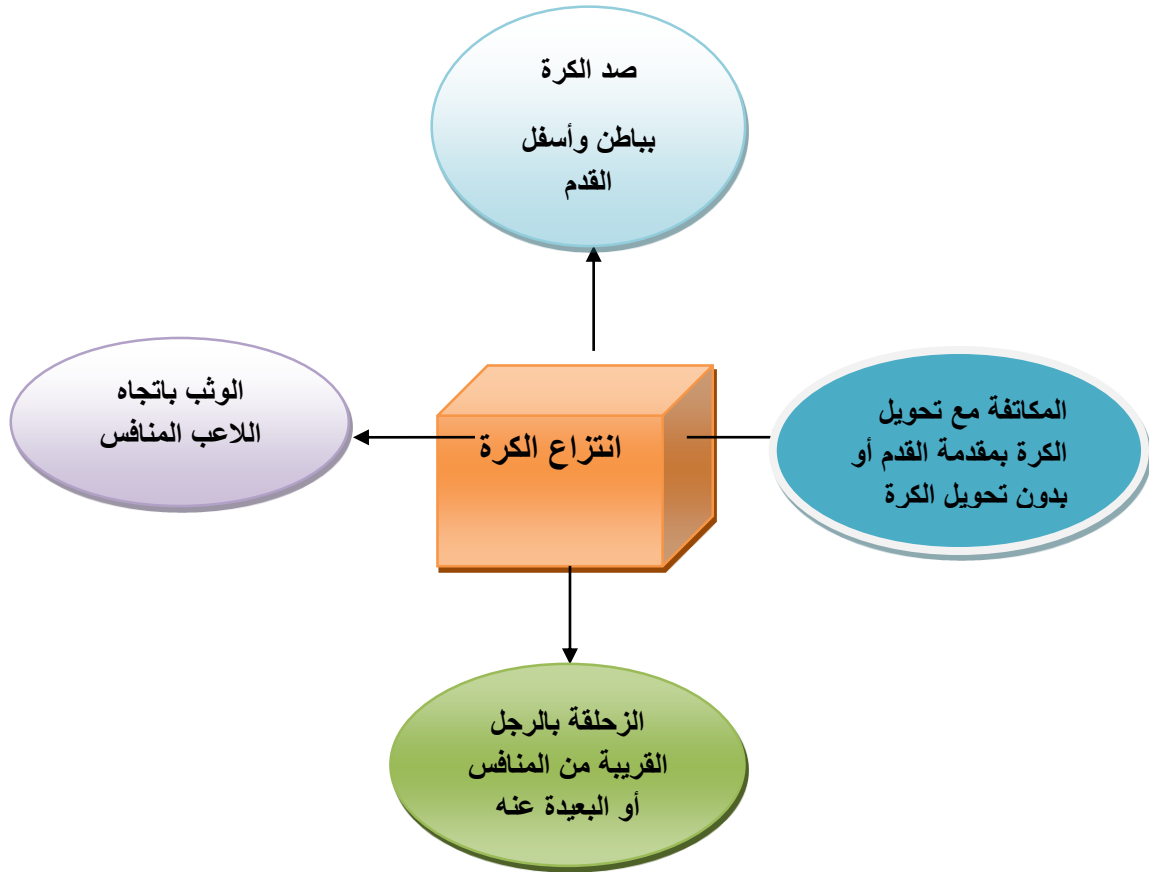 صد الكرة
بباطن وأسفل
القدم
المكاتفة مع تحويل
الكرة بمقدمة القدم أو
بدون تحويل الكرة
انتزاع الكرة
الوثب باتجاه
اللاعب المنافس
الزحلقة بالرجل
القريبة من المنافس
أو البعيدة عنه